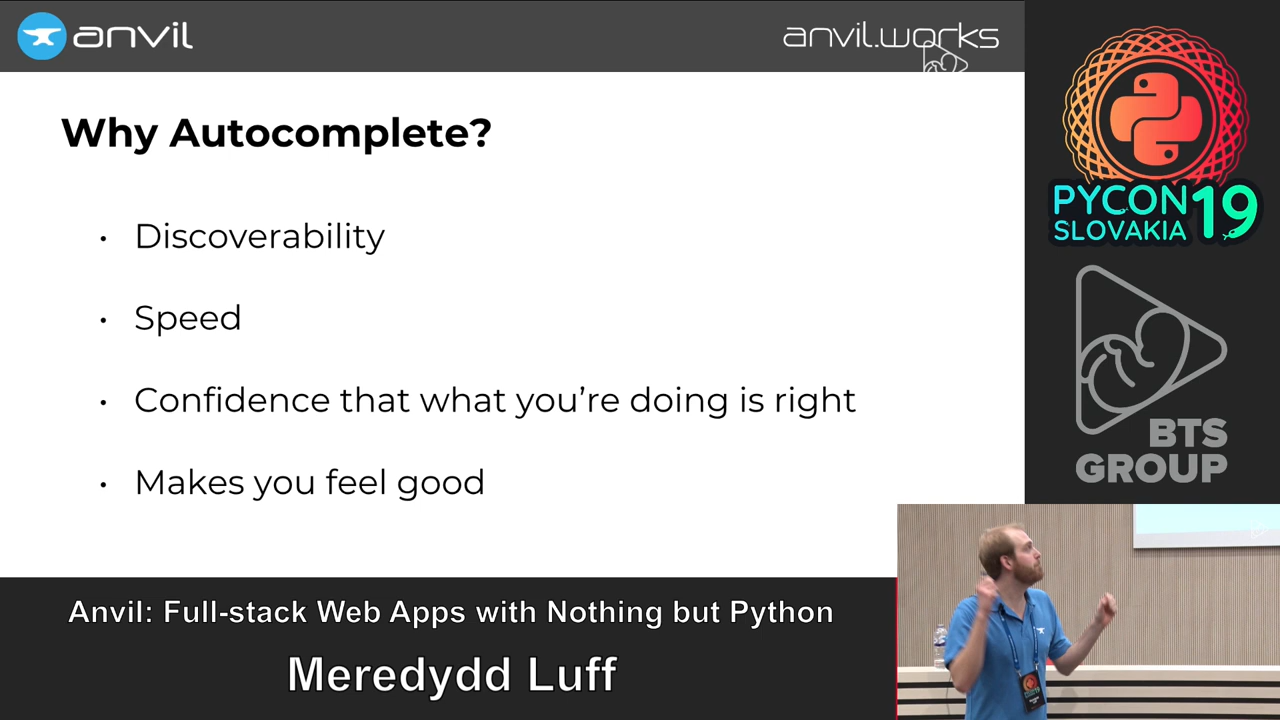 anvil
anvil.works
Why Autocomplete?
• Discoverability
• Speed
• Confidence that what you’re doing is right
• Makes you feel good
PYCON 19
SLOVAKIA
BTS
GROUP
Anvil: Full-stack Web Apps with Nothing but Python
Meredydd Luff